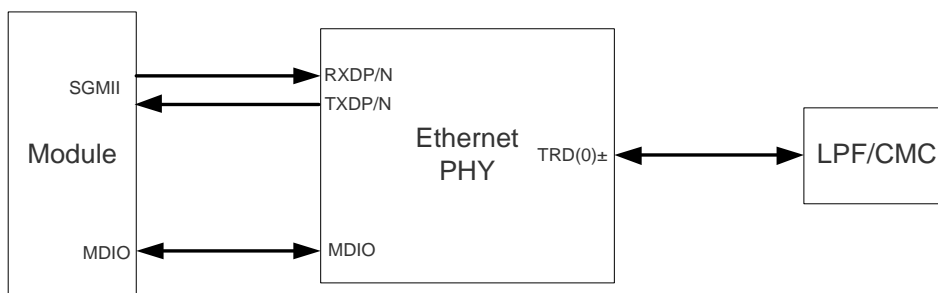 Module
SGMII
MDIO
RXDP/N
TXDP/N
Ethernet
PHY
TRD(0)±
MDIO
LPF/CMC